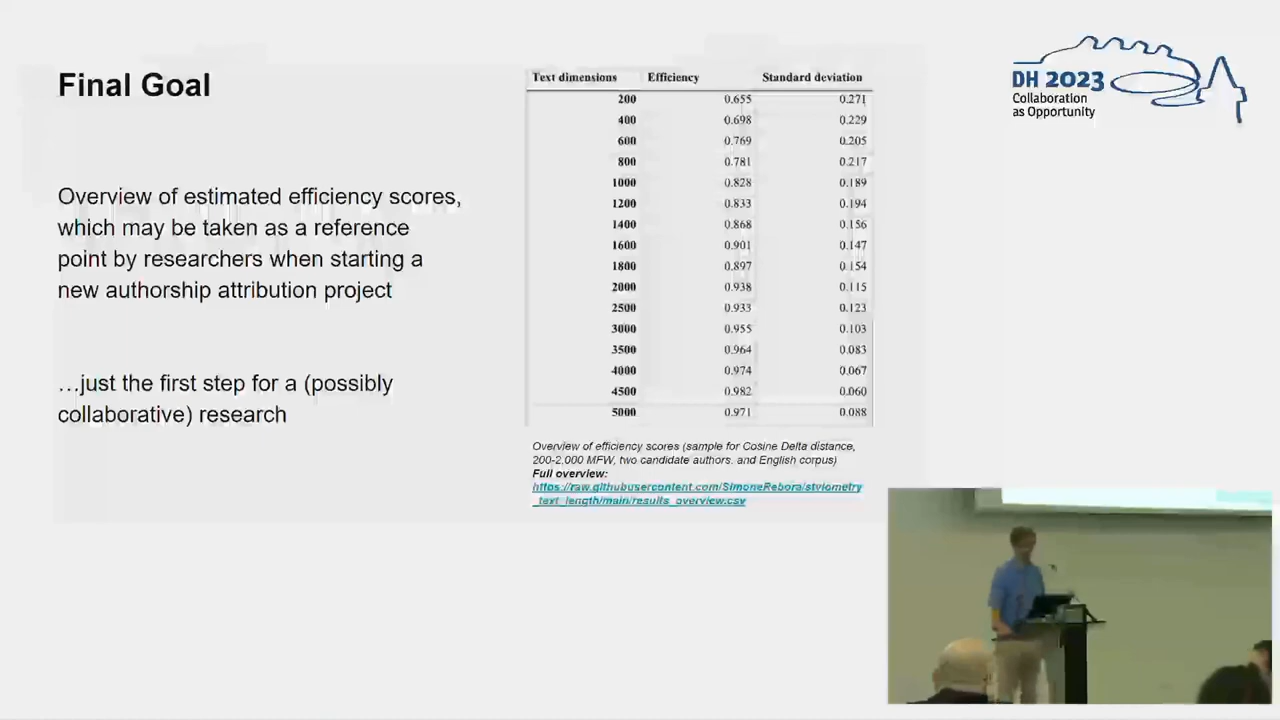 Final Goal
DH 2023
Collaboration
as Opportunity
Overview of estimated efficiency scores,
which may be taken as a reference
point by researchers when starting a
new authorship attribution project
…just the first step for a (possibly
collaborative) research
Text dimensions Efficiency Standard deviation
200 0.655 0.271
400 0.698 0.229
600 0.769 0.205
800 0.781 0.217
1000 0.828 0.189
1200 0.833 0.194
1400 0.868 0.156
1600 0.901 0.147
1800 0.897 0.154
2000 0.938 0.115
2500 0.933 0.123
3000 0.955 0.103
3500 0.964 0.083
4000 0.974 0.067
4500 0.982 0.060
5000 0.971 0.088
Overview of efficiency scores (sample for Cosine Delta distance,
200-2,000 MFW, two candidate authors. and English corpus)
Full overview:
https://raw.githubusercontent.com/SimoneRebora/stylometry
_text_length/main/results_overview.csv